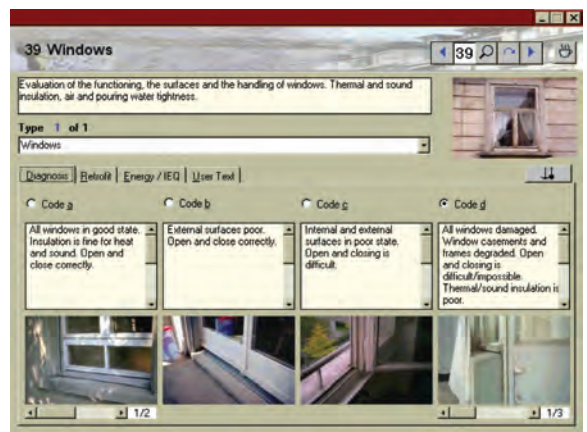 39 Windows
39
Evaluation of the functioning, the surfaces and the handling of windows. Thermal and sound
insulation, air and pouring water tightness.
Type 1 of 1
Windows
Diagnosis Retrofit Energy / IEQ User Text
Code a
Code b
Code c
Code d
All windows in good state.
Insulation is fine for heat
and sound. Open and
close correctly.
External surfaces poor.
Open and close correctly.
Internal and external
surfaces in poor state.
Open and closing is
difficult.
All windows damaged.
Window casements and
frames degraded. Open
and closing is
difficult/impossible.
Thermal/sound insulation is
poor.
1/2
1/3